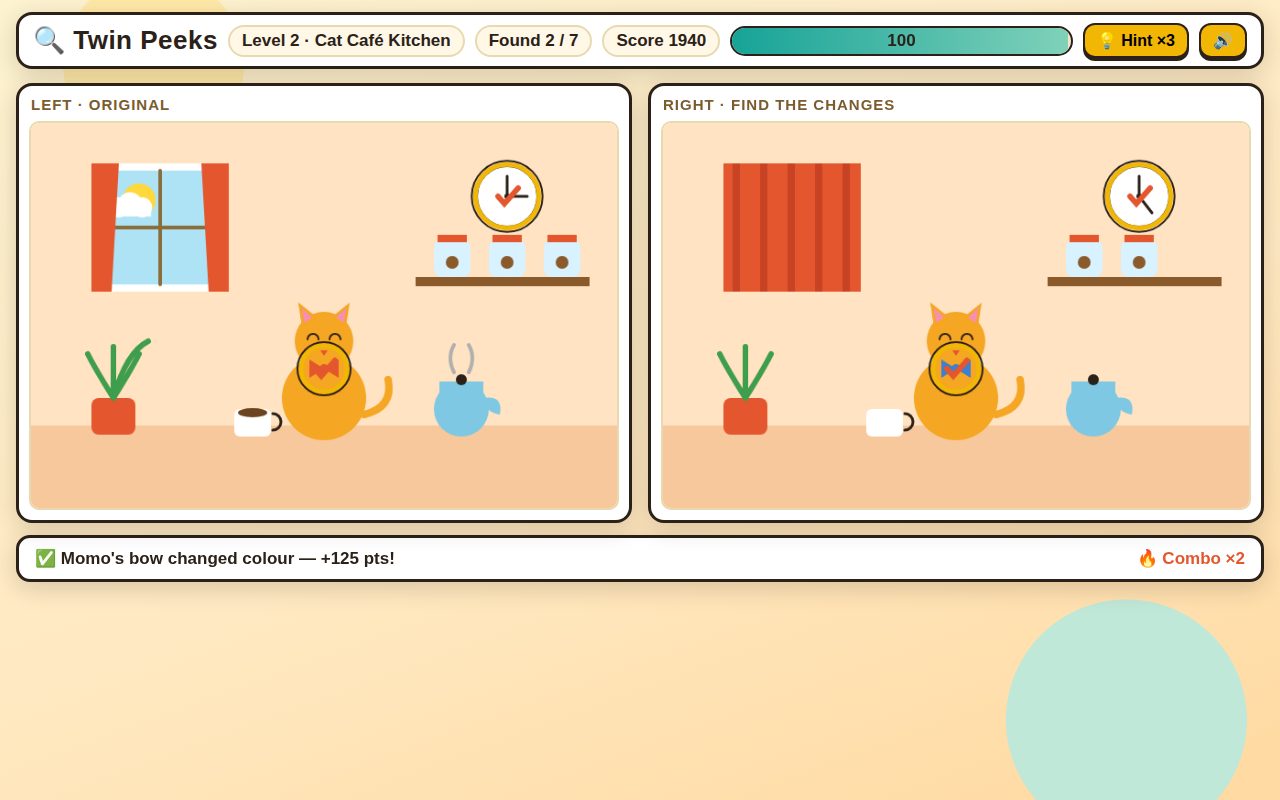 🔍 Twin Peeks
Level 2 · Cat Café Kitchen
Found 2 / 7
Score 1940
100
💡 Hint ×3
🔊
LEFT · ORIGINAL
RIGHT · FIND THE CHANGES
✅ Momo's bow changed colour — +125 pts!
🔥 Combo ×2